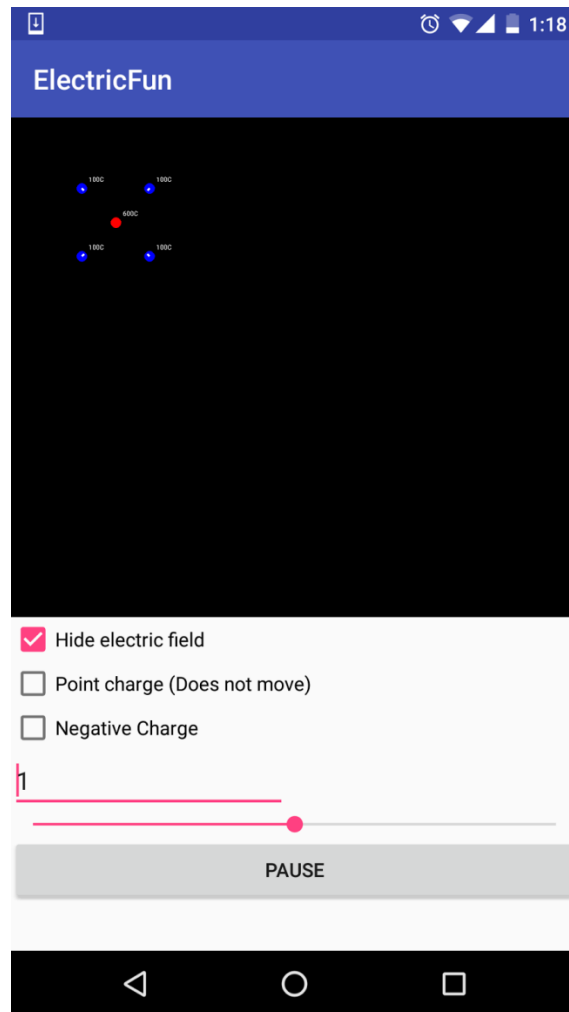 1:18
ElectricFun
100C 100C
600C
100C 100C
Hide electric field
Point charge (Does not move)
Negative Charge
1
PAUSE